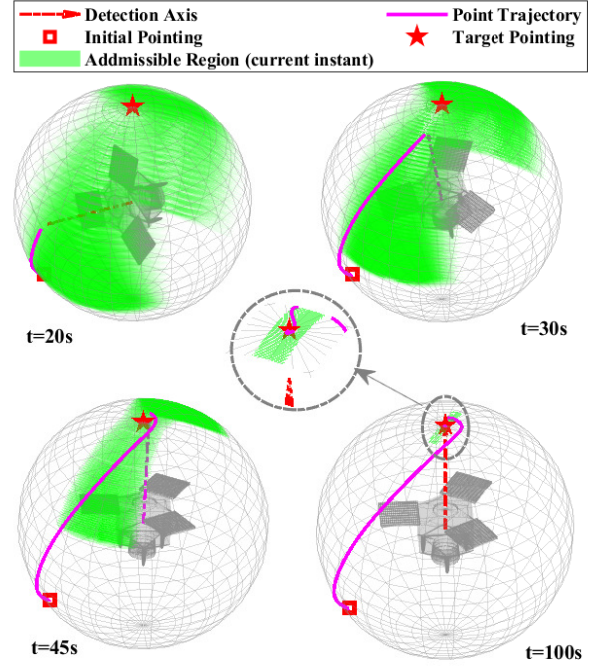 Detection Axis
Point Trajectory
Initial Pointing
Target Pointing
Addmissible Region (current instant)
t=20s
t=30s
t=45s
t=100s